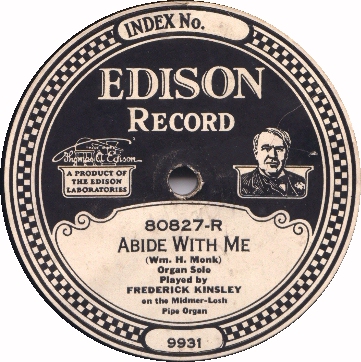 INDEX No.
EDISON
RECORD
Thomas A Edison
A PRODUCT OF
THE EDISON
LABORATORIES
80827-R
ABIDE WITH ME
(Wm. H. Monk)
Organ Solo
Played by
FREDERICK KINSLEY
on the Midmer-Losh
Pipe Organ
9931